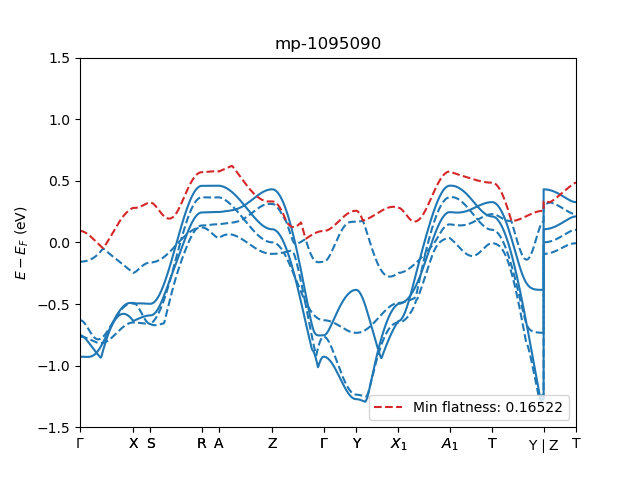 mp-1095090
E − E_F (eV)
1.5
1.0
0.5
0.0
−0.5
−1.0
−1.5
Γ X S R A Z Γ Y X₁ A₁ T Y | Z T
Min flatness: 0.16522